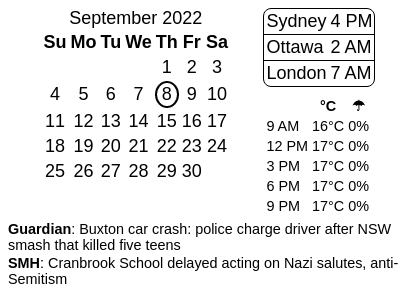 September 2022
Su Mo Tu We Th Fr Sa
1 2 3
4 5 6 7 8 9 10
11 12 13 14 15 16 17
18 19 20 21 22 23 24
25 26 27 28 29 30
Sydney 4 PM
Ottawa 2 AM
London 7 AM
°C ☂
9 AM 16°C 0%
12 PM 17°C 0%
3 PM 17°C 0%
6 PM 17°C 0%
9 PM 17°C 0%
Guardian: Buxton car crash: police charge driver after NSW
smash that killed five teens
SMH: Cranbrook School delayed acting on Nazi salutes, anti-
Semitism